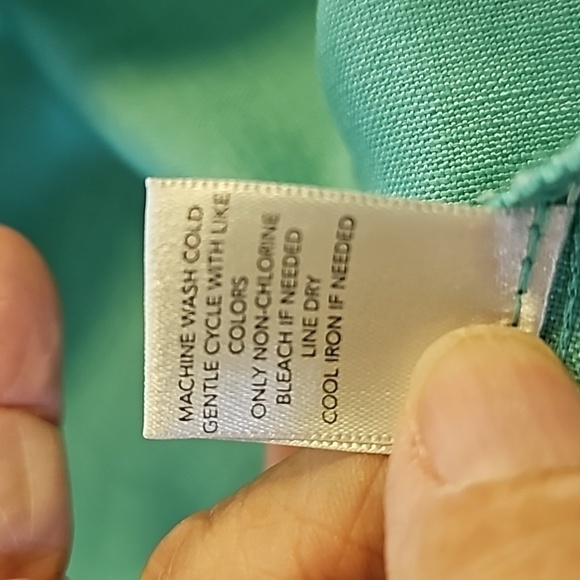 MACHINE WASH COLD
GENTLE CYCLE WITH LIKE
COLORS
ONLY NON-CHLORINE
BLEACH IF NEEDED
LINE DRY
COOL IRON IF NEEDED